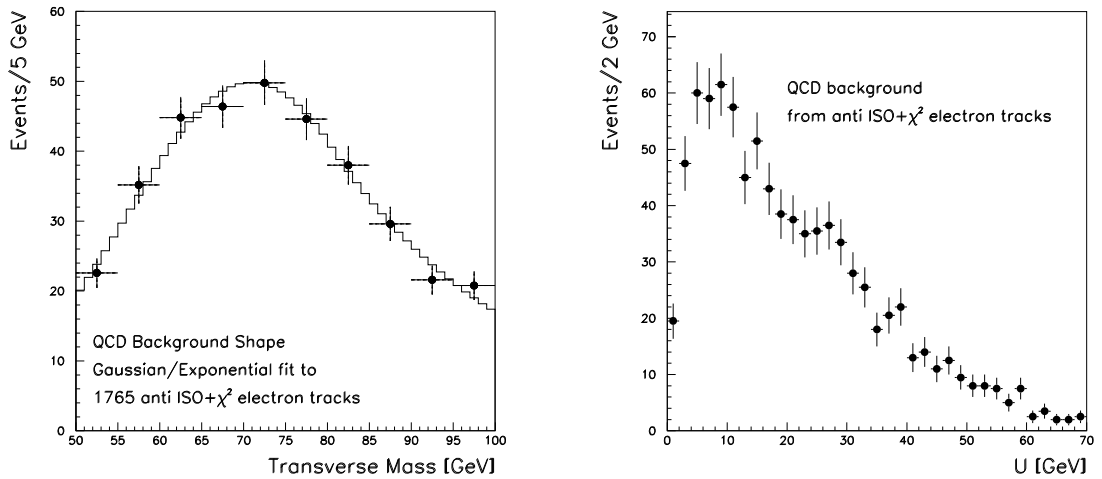 Events/5 GeV
60
50
40
30
20
10
0
QCD Background Shape
Gaussian/Exponential fit to
1765 anti ISO+χ² electron tracks
50 55 60 65 70 75 80 85 90 95 100
Transverse Mass [GeV]
Events/2 GeV
70
60
50
40
30
20
10
0
QCD background
from anti ISO+χ² electron tracks
0 10 20 30 40 50 60 70
U [GeV]